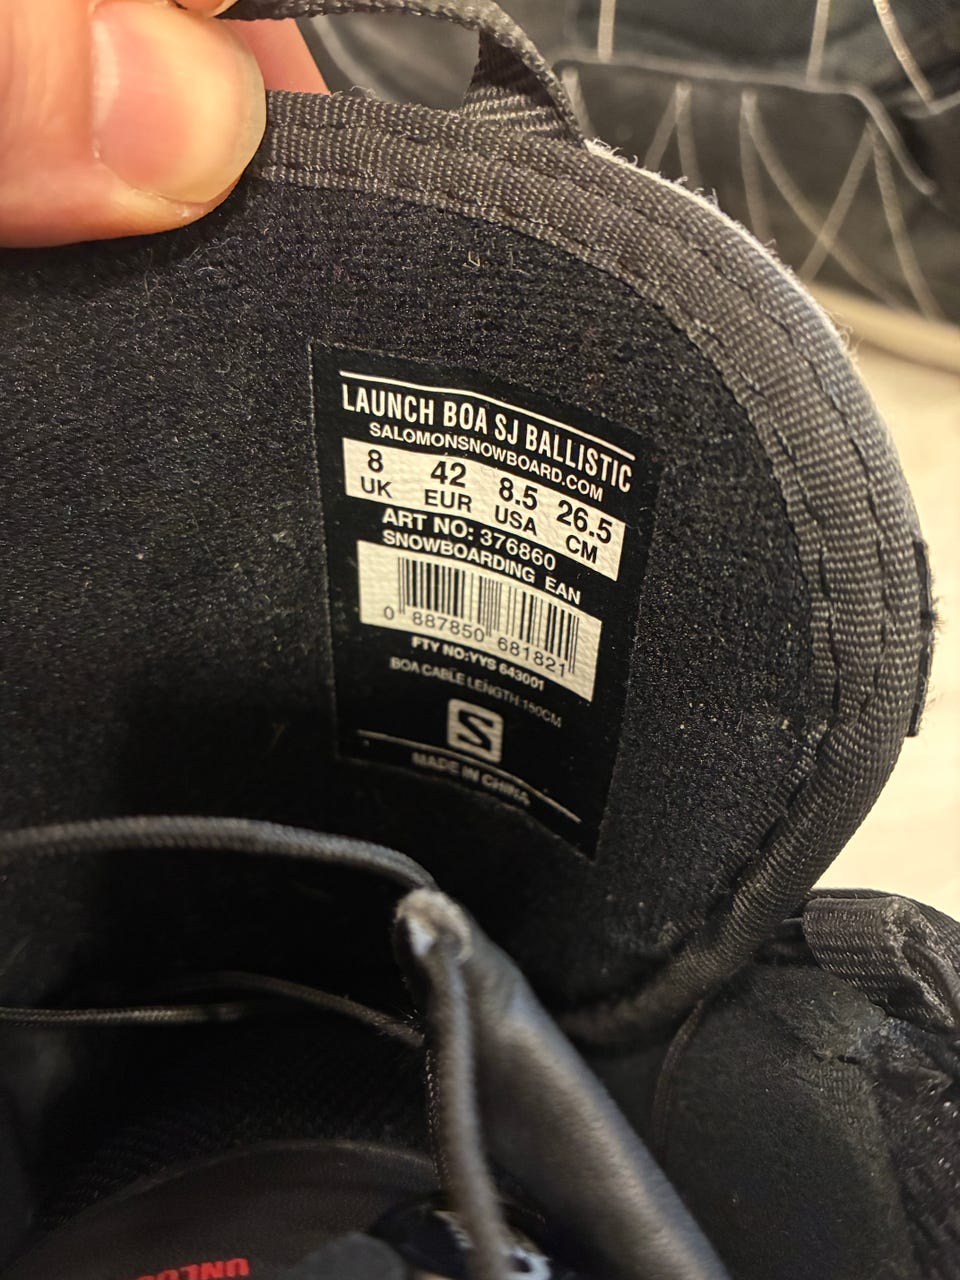 LAUNCH BOA SJ BALLISTIC
SALOMONSNOWBOARD.COM
8 42 8.5 26.5
UK EUR USA CM
ART NO: 376860
SNOWBOARDING EAN
0 887850 681821
FTY NO:YYS 643001
BOA CABLE LENGTH:150CM
S
MADE IN CHINA